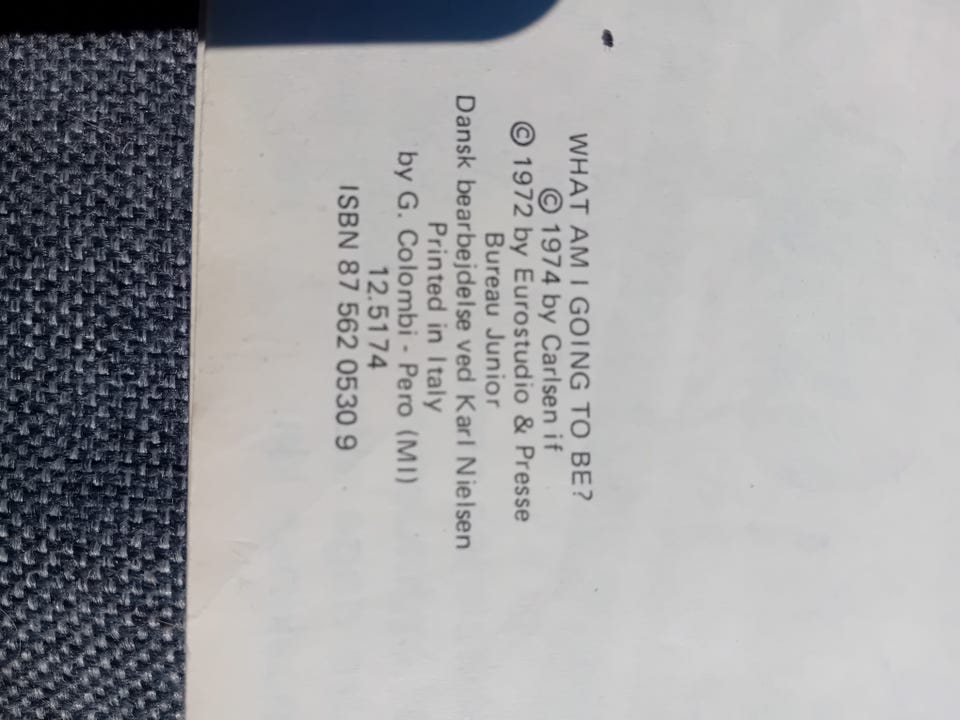 WHAT AM I GOING TO BE?
© 1974 by Carlsen if
© 1972 by Eurostudio & Presse
Bureau Junior
Dansk bearbejdelse ved Karl Nielsen
Printed in Italy
by G. Colombi - Pero (MI)
12.5174
ISBN 87 562 0530 9